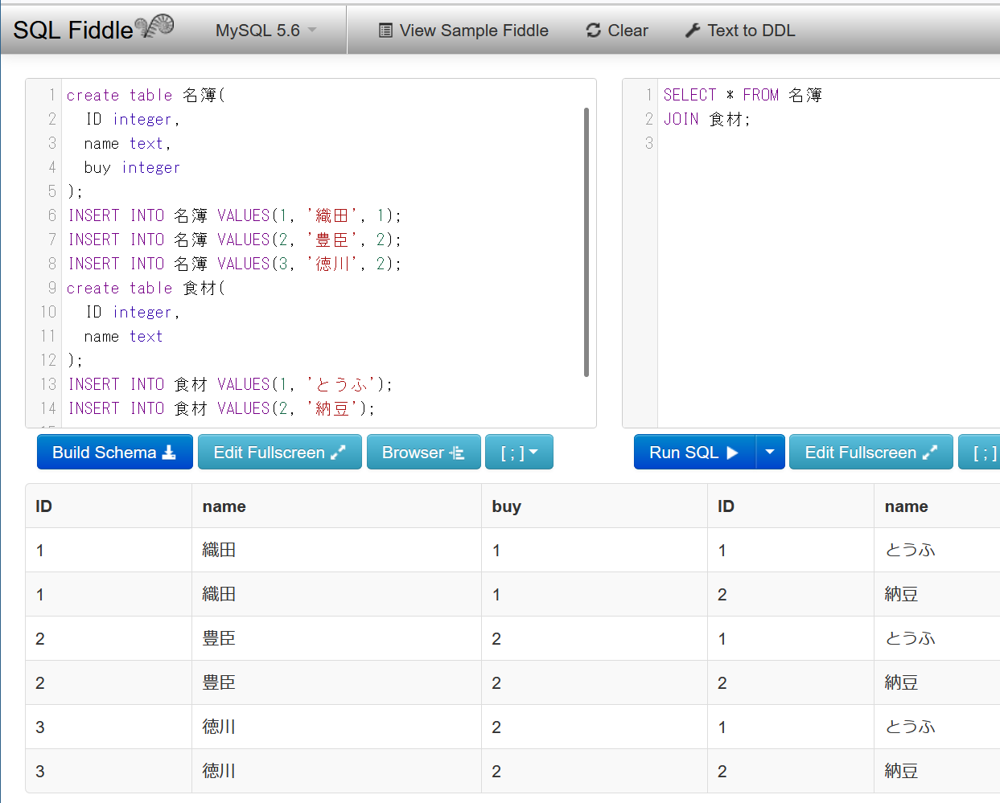 SQL Fiddle MySQL 5.6 View Sample Fiddle Clear Text to DDL
1 create table 名簿(
2 ID integer,
3 name text,
4 buy integer
5 );
6 INSERT INTO 名簿 VALUES(1, '織田', 1);
7 INSERT INTO 名簿 VALUES(2, '豊臣', 2);
8 INSERT INTO 名簿 VALUES(3, '徳川', 2);
9 create table 食材(
10 ID integer,
11 name text
12 );
13 INSERT INTO 食材 VALUES(1, 'とうふ');
14 INSERT INTO 食材 VALUES(2, '納豆');
1 SELECT * FROM 名簿
2 JOIN 食材;
3
Build Schema Edit Fullscreen Browser [ ; ] Run SQL Edit Fullscreen [ ; ]
ID name buy ID name
1 織田 1 1 とうふ
1 織田 1 2 納豆
2 豊臣 2 1 とうふ
2 豊臣 2 2 納豆
3 徳川 2 1 とうふ
3 徳川 2 2 納豆